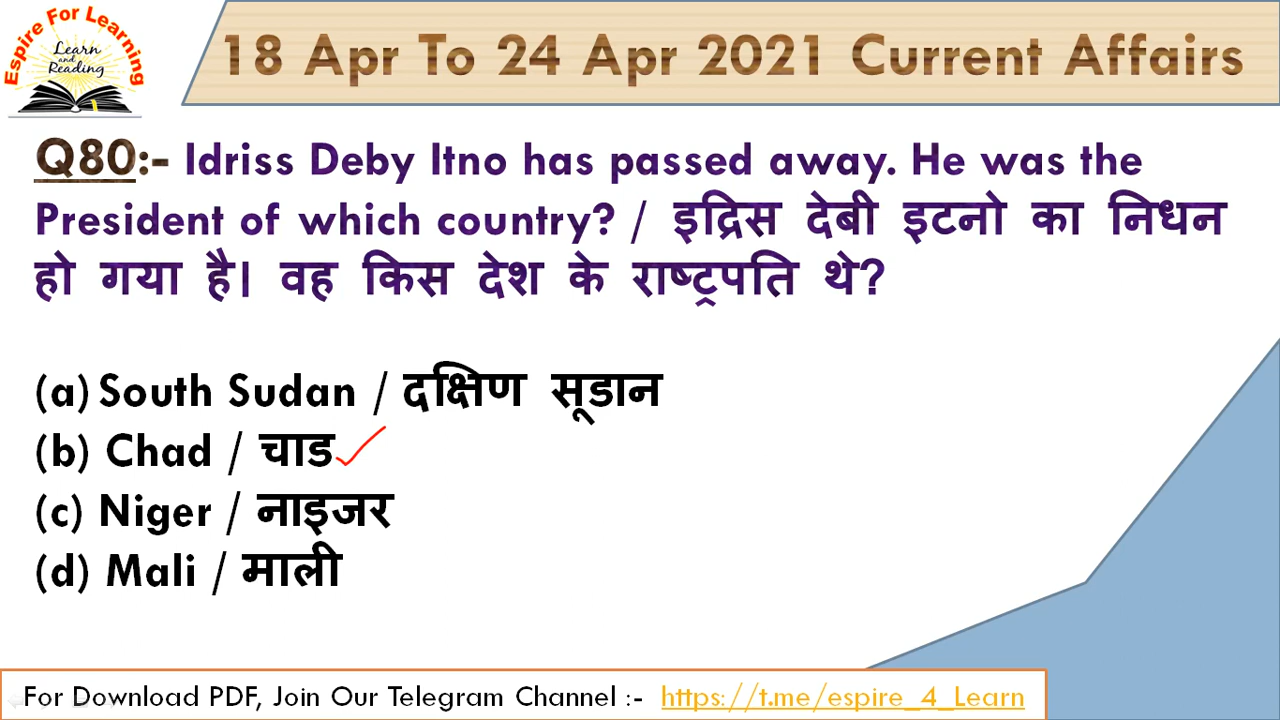 Espire For Learning
Learn
and
Reading
18 Apr To 24 Apr 2021 Current Affairs
Q80:- Idriss Deby Itno has passed away. He was the
President of which country? / इद्रिस देबी इटनो का निधन
हो गया है। वह किस देश के राष्ट्रपति थे?
(a) South Sudan / दक्षिण सूडान
(b) Chad / चाड
(c) Niger / नाइजर
(d) Mali / माली
For Download PDF, Join Our Telegram Channel :- https://t.me/espire_4_Learn